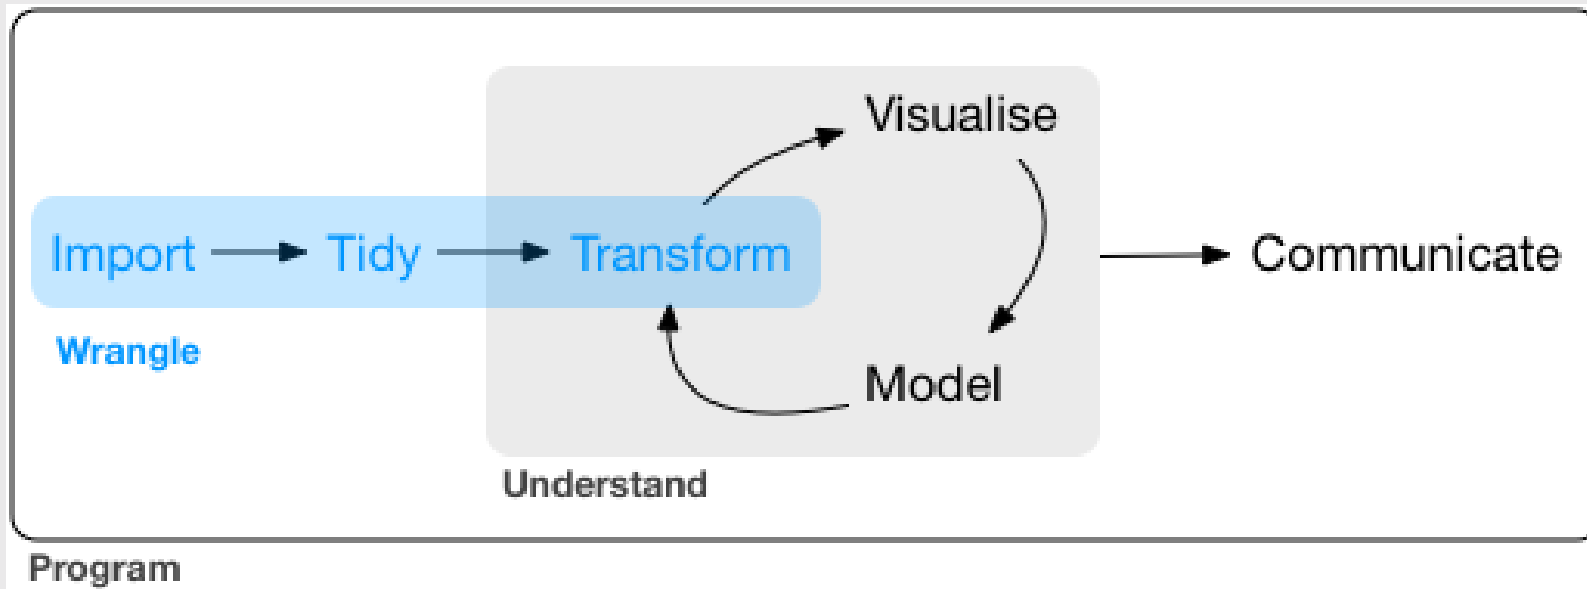 Visualise
Import Tidy Transform Communicate
Wrangle
Model
Understand
Program